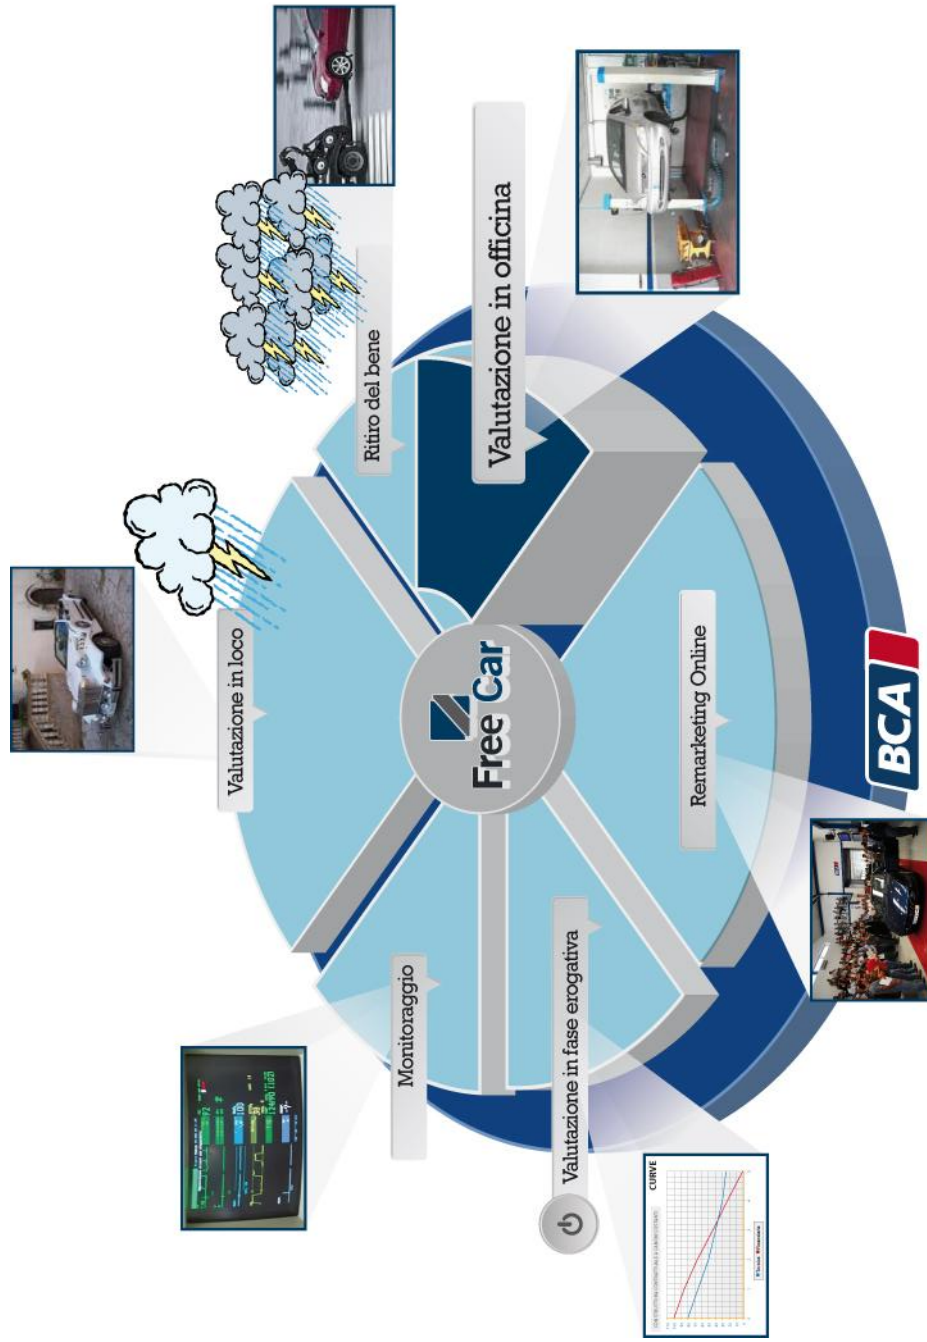 Valutazione in loco
Ritiro del bene
Monitoraggio
Valutazione in officina
Free Car
Valutazione in fase erogativa
Remarketing Online
CURVE
BCA